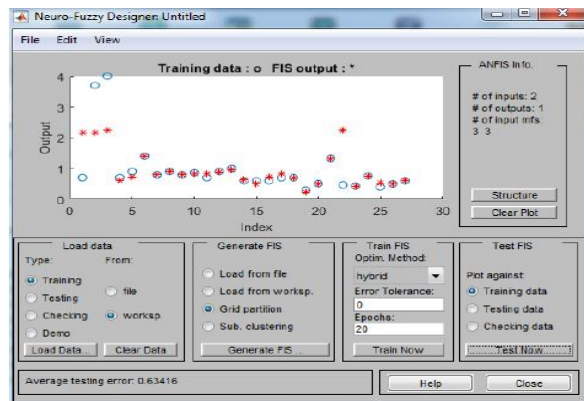 Neuro-Fuzzy Designer: Untitled
File Edit View
Training data : o FIS output : *
4
3
2
1
0
Output
0 5 10 15 20 25 30
Index
ANFIS Info.
# of inputs: 2
# of outputs: 1
# of input mfs:
3 3
Structure
Clear Plot
Load data
Type: From:
Training
Testing
Checking
Demo
file
worksp.
Load Data... Clear Data
Generate FIS
Load from file
Load from worksp.
Grid partition
Sub. clustering
Generate FIS ...
Train FIS
Optim. Method:
hybrid
Error Tolerance:
0
Epochs:
20
Train Now
Test FIS
Plot against:
Training data
Testing data
Checking data
Test Now
Average testing error: 0.63416
Help Close